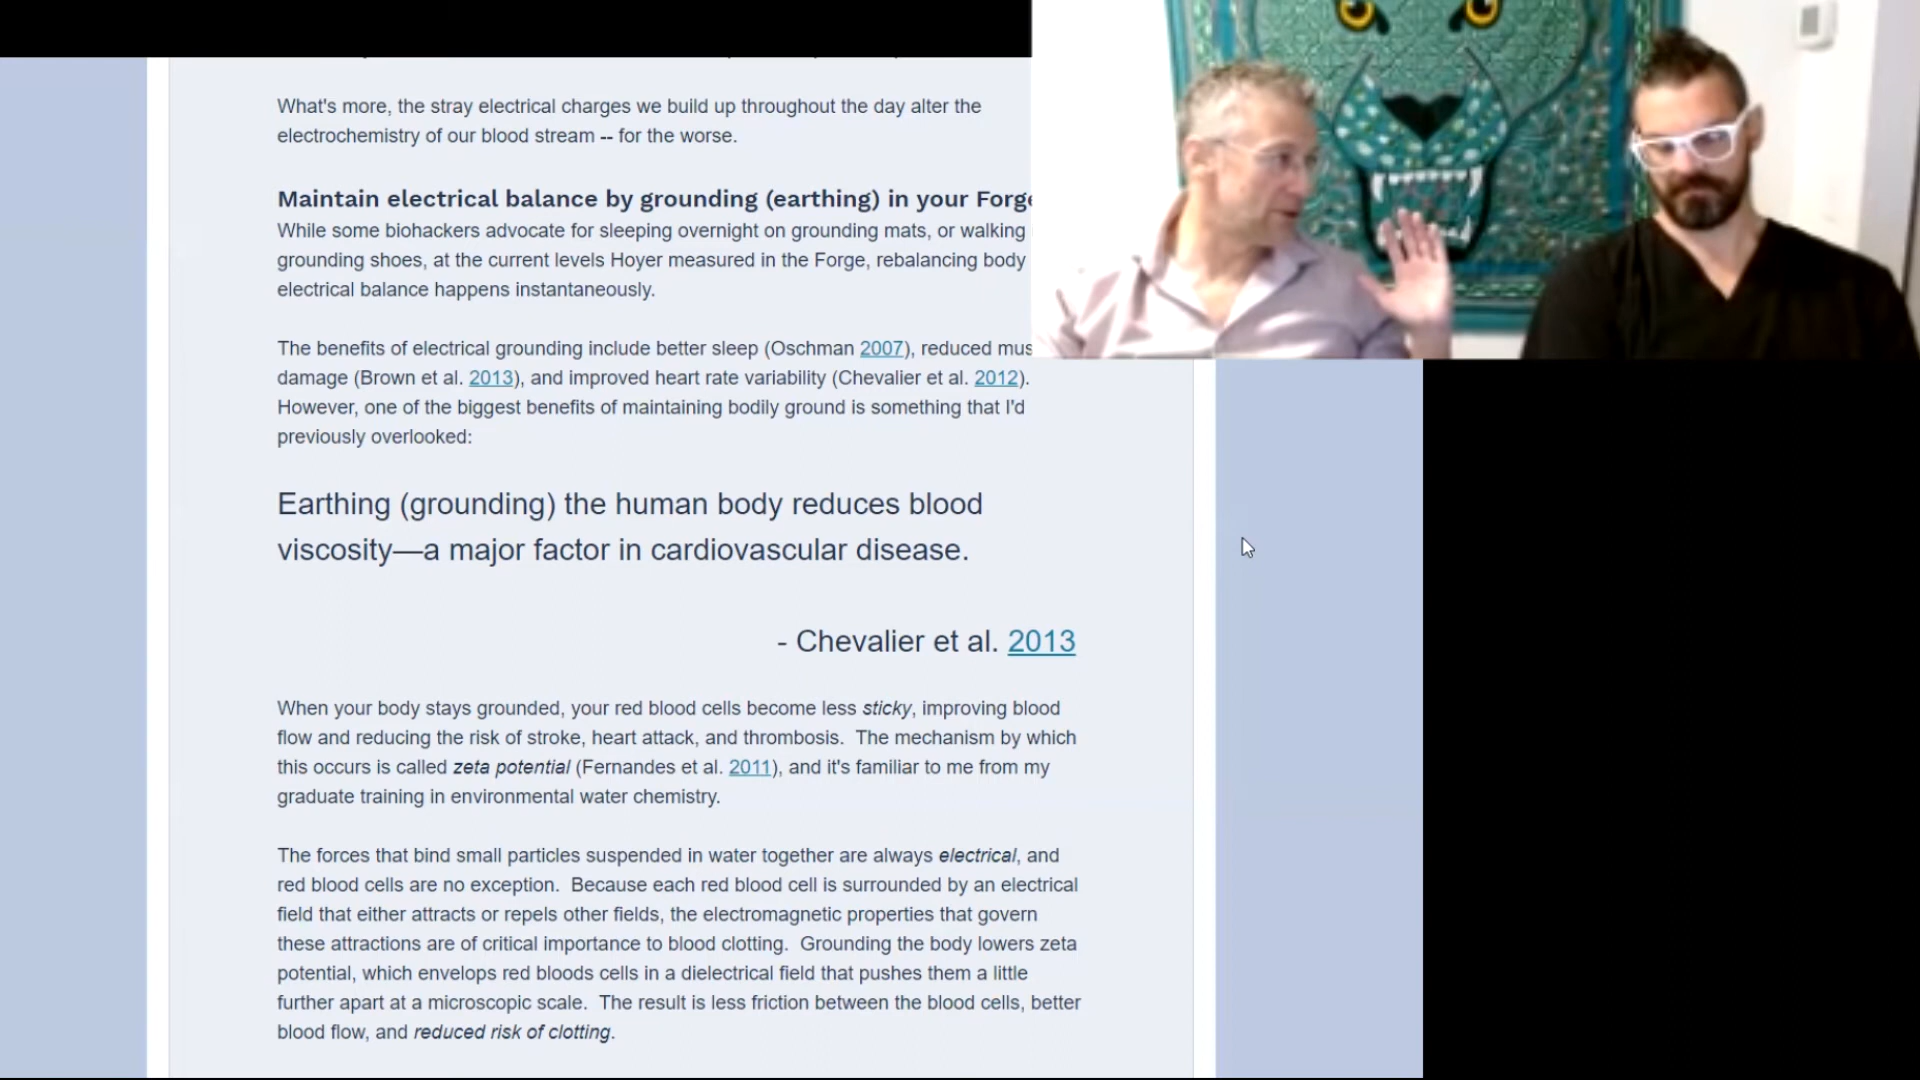 What's more, the stray electrical charges we build up throughout the day alter the
electrochemistry of our blood stream -- for the worse.
Maintain electrical balance by grounding (earthing) in your Forge
While some biohackers advocate for sleeping overnight on grounding mats, or walking
grounding shoes, at the current levels Hoyer measured in the Forge, rebalancing body
electrical balance happens instantaneously.
The benefits of electrical grounding include better sleep (Oschman 2007), reduced mus
damage (Brown et al. 2013), and improved heart rate variability (Chevalier et al. 2012).
However, one of the biggest benefits of maintaining bodily ground is something that I'd
previously overlooked:
Earthing (grounding) the human body reduces blood
viscosity—a major factor in cardiovascular disease.
- Chevalier et al. 2013
When your body stays grounded, your red blood cells become less sticky, improving blood
flow and reducing the risk of stroke, heart attack, and thrombosis. The mechanism by which
this occurs is called zeta potential (Fernandes et al. 2011), and it's familiar to me from my
graduate training in environmental water chemistry.
The forces that bind small particles suspended in water together are always electrical, and
red blood cells are no exception. Because each red blood cell is surrounded by an electrical
field that either attracts or repels other fields, the electromagnetic properties that govern
these attractions are of critical importance to blood clotting. Grounding the body lowers zeta
potential, which envelops red bloods cells in a dielectrical field that pushes them a little
further apart at a microscopic scale. The result is less friction between the blood cells, better
blood flow, and reduced risk of clotting.